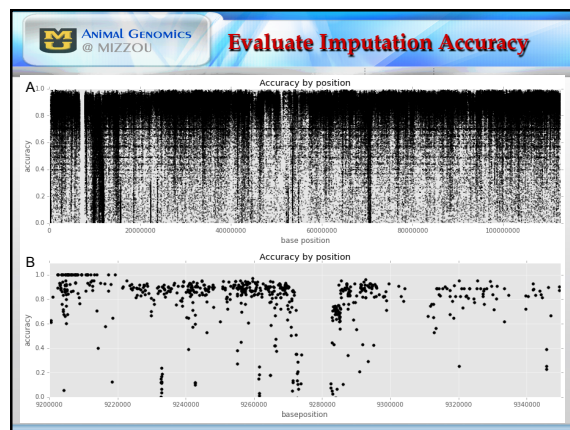 ANIMAL GENOMICS
@ MIZZOU
Evaluate Imputation Accuracy
A
Accuracy by position
1.0
0.8
0.6
0.4
0.2
0.0
accuracy
0
20000000
40000000
60000000
80000000
100000000
base position
B
Accuracy by position
1.0
0.8
0.6
0.4
0.2
0.0
accuracy
9200000
9220000
9240000
9260000
9280000
9300000
9320000
9340000
baseposition